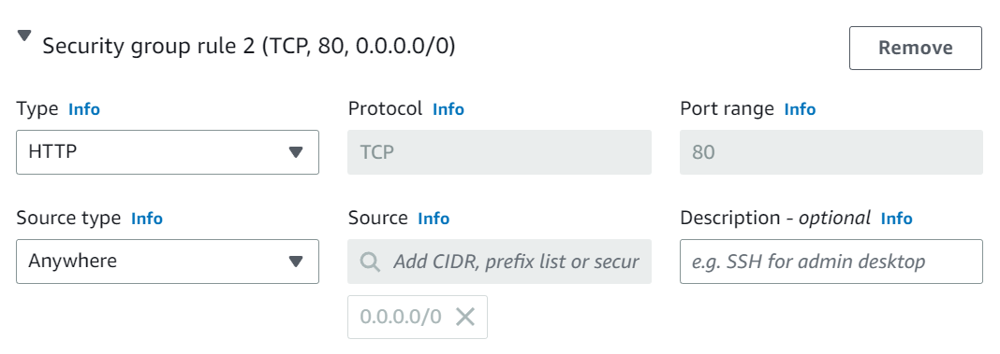 Security group rule 2 (TCP, 80, 0.0.0.0/0)
Remove
Type Info
Protocol Info
Port range Info
HTTP
TCP
80
Source type Info
Source Info
Description - optional Info
Anywhere
Add CIDR, prefix list or secur
e.g. SSH for admin desktop
0.0.0.0/0